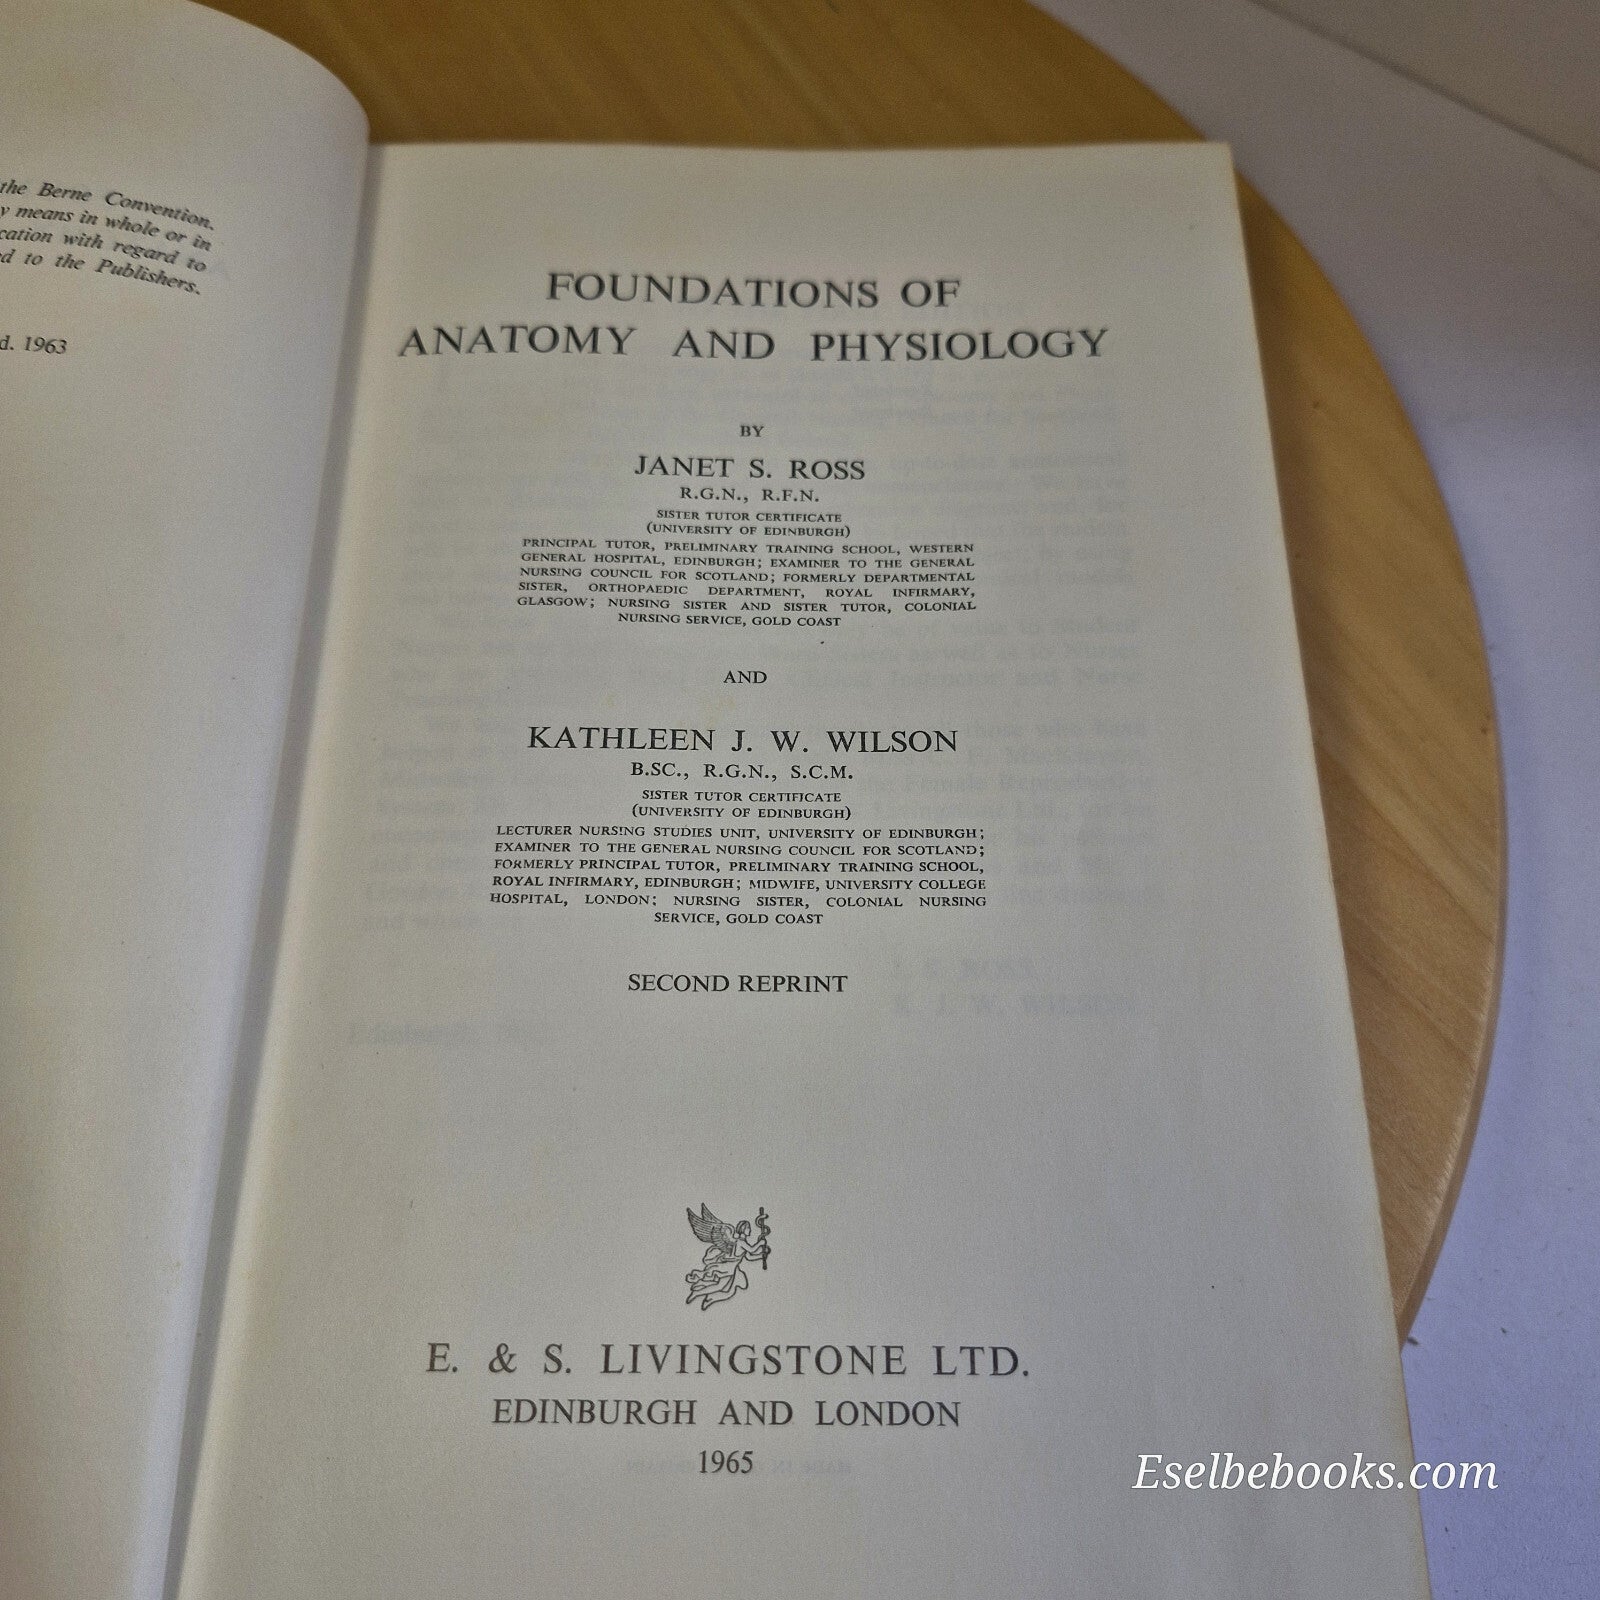 the Berne Convention.
means in whole or in
with regard to
to the Publishers.
1963
FOUNDATIONS OF
ANATOMY AND PHYSIOLOGY
BY
JANET S. ROSS
R.G.N., R.F.N.
SISTER TUTOR CERTIFICATE
(UNIVERSITY OF EDINBURGH)
PRINCIPAL TUTOR, PRELIMINARY TRAINING SCHOOL, WESTERN
GENERAL HOSPITAL, EDINBURGH; EXAMINER TO THE GENERAL
NURSING COUNCIL FOR SCOTLAND; FORMERLY DEPARTMENTAL
SISTER, ORTHOPAEDIC DEPARTMENT, ROYAL INFIRMARY,
GLASGOW; NURSING SISTER AND SISTER TUTOR, COLONIAL
NURSING SERVICE, GOLD COAST
AND
KATHLEEN J. W. WILSON
B.SC., R.G.N., S.C.M.
SISTER TUTOR CERTIFICATE
(UNIVERSITY OF EDINBURGH)
LECTURER NURSING STUDIES UNIT, UNIVERSITY OF EDINBURGH;
EXAMINER TO THE GENERAL NURSING COUNCIL FOR SCOTLAND;
FORMERLY PRINCIPAL TUTOR, PRELIMINARY TRAINING SCHOOL,
ROYAL INFIRMARY, EDINBURGH; MIDWIFE, UNIVERSITY COLLEGE
HOSPITAL, LONDON; NURSING SISTER, COLONIAL NURSING
SERVICE, GOLD COAST
SECOND REPRINT
E. & S. LIVINGSTONE LTD.
EDINBURGH AND LONDON
1965
Eselbebooks.com